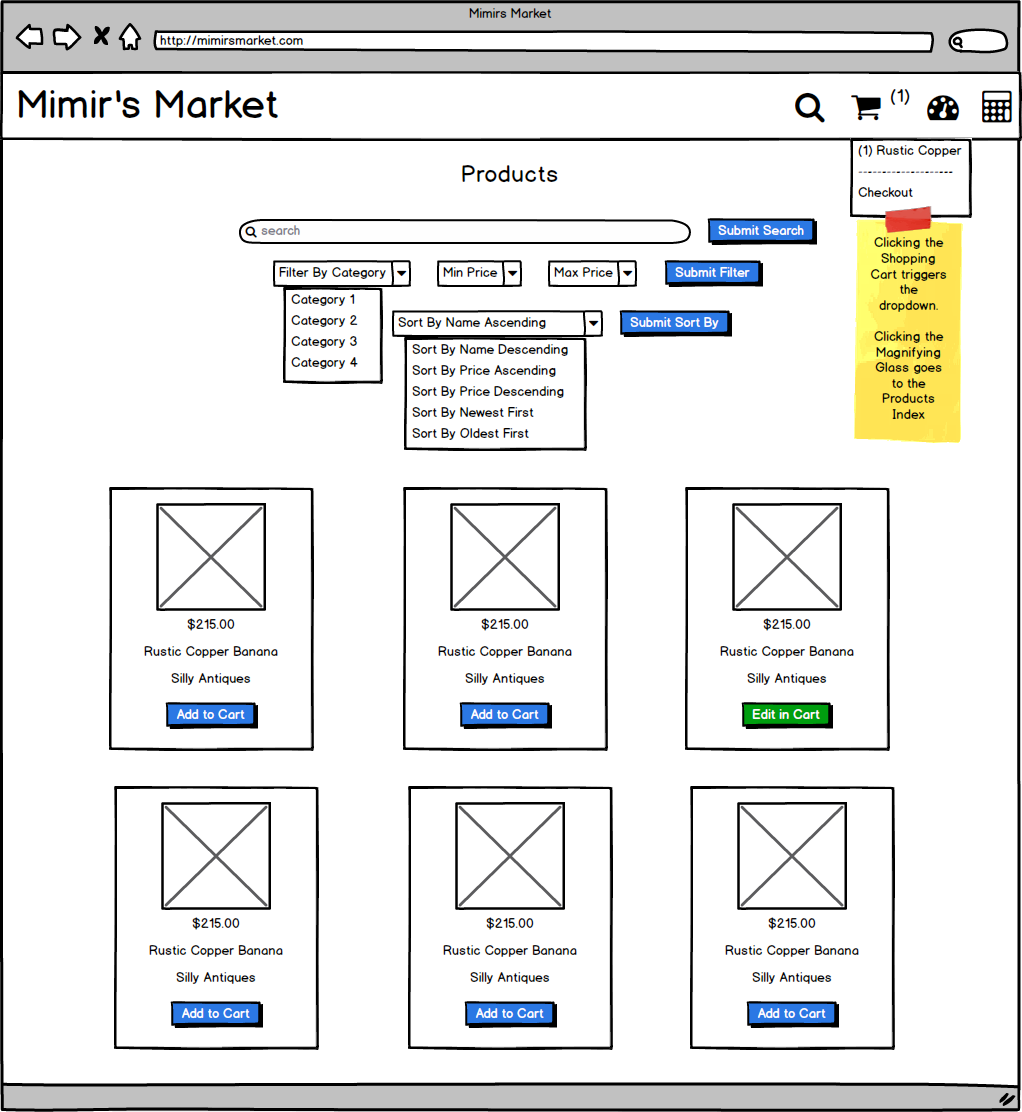 Mimirs Market
http://mimirsmarket.com
Mimir's Market
(1)
(1) Rustic Copper
--------------------
Checkout
Products
search
Submit Search
Filter By Category
Min Price
Max Price
Submit Filter
Category 1
Category 2
Category 3
Category 4
Sort By Name Ascending
Submit Sort By
Sort By Name Descending
Sort By Price Ascending
Sort By Price Descending
Sort By Newest First
Sort By Oldest First
Clicking the
Shopping
Cart triggers
the
dropdown.
Clicking the
Magnifying
Glass goes
to the
Products
Index
$215.00
Rustic Copper Banana
Silly Antiques
Add to Cart
$215.00
Rustic Copper Banana
Silly Antiques
Add to Cart
$215.00
Rustic Copper Banana
Silly Antiques
Edit in Cart
$215.00
Rustic Copper Banana
Silly Antiques
Add to Cart
$215.00
Rustic Copper Banana
Silly Antiques
Add to Cart
$215.00
Rustic Copper Banana
Silly Antiques
Add to Cart